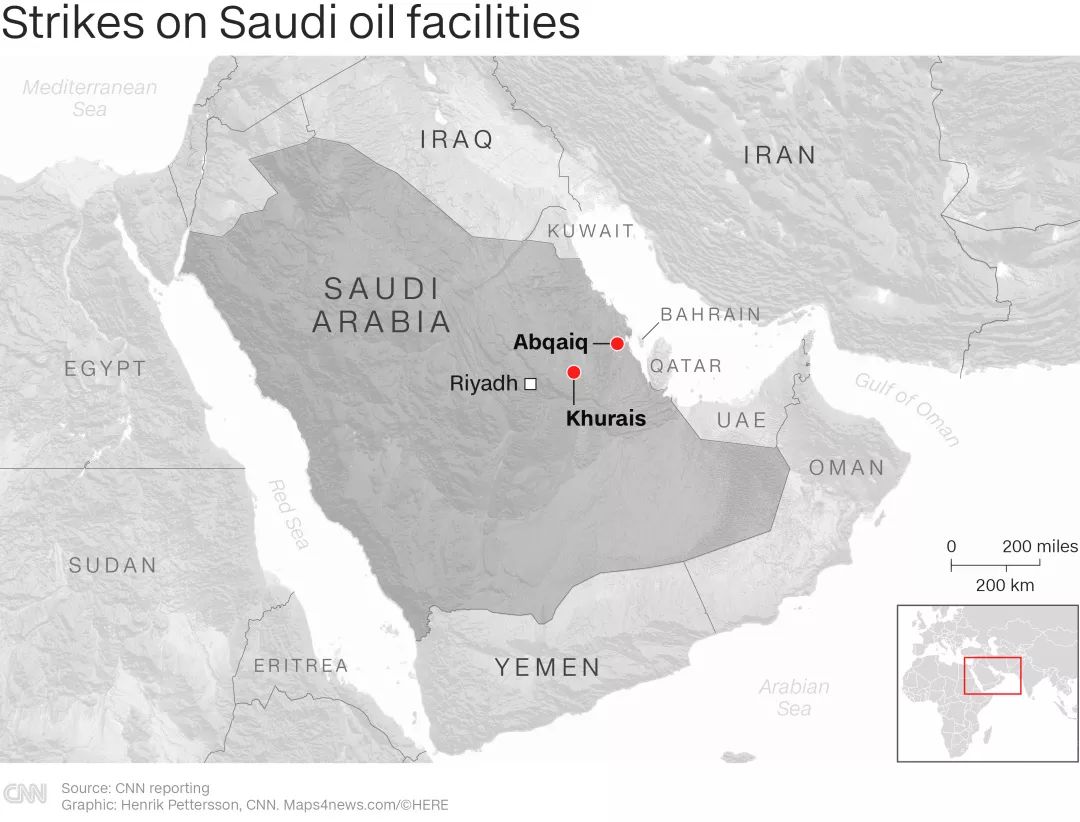 Strikes on Saudi oil facilities
Mediterranean
Sea
IRAQ
IRAN
KUWAIT
SAUDI
ARABIA
BAHRAIN
Abqaiq
QATAR
EGYPT
Riyadh
Khurais
UAE
Gulf of Oman
OMAN
Red Sea
SUDAN
0 200 miles
200 km
ERITREA
YEMEN
Arabian
Sea
CNN
Source: CNN reporting
Graphic: Henrik Pettersson, CNN. Maps4news.com/©HERE